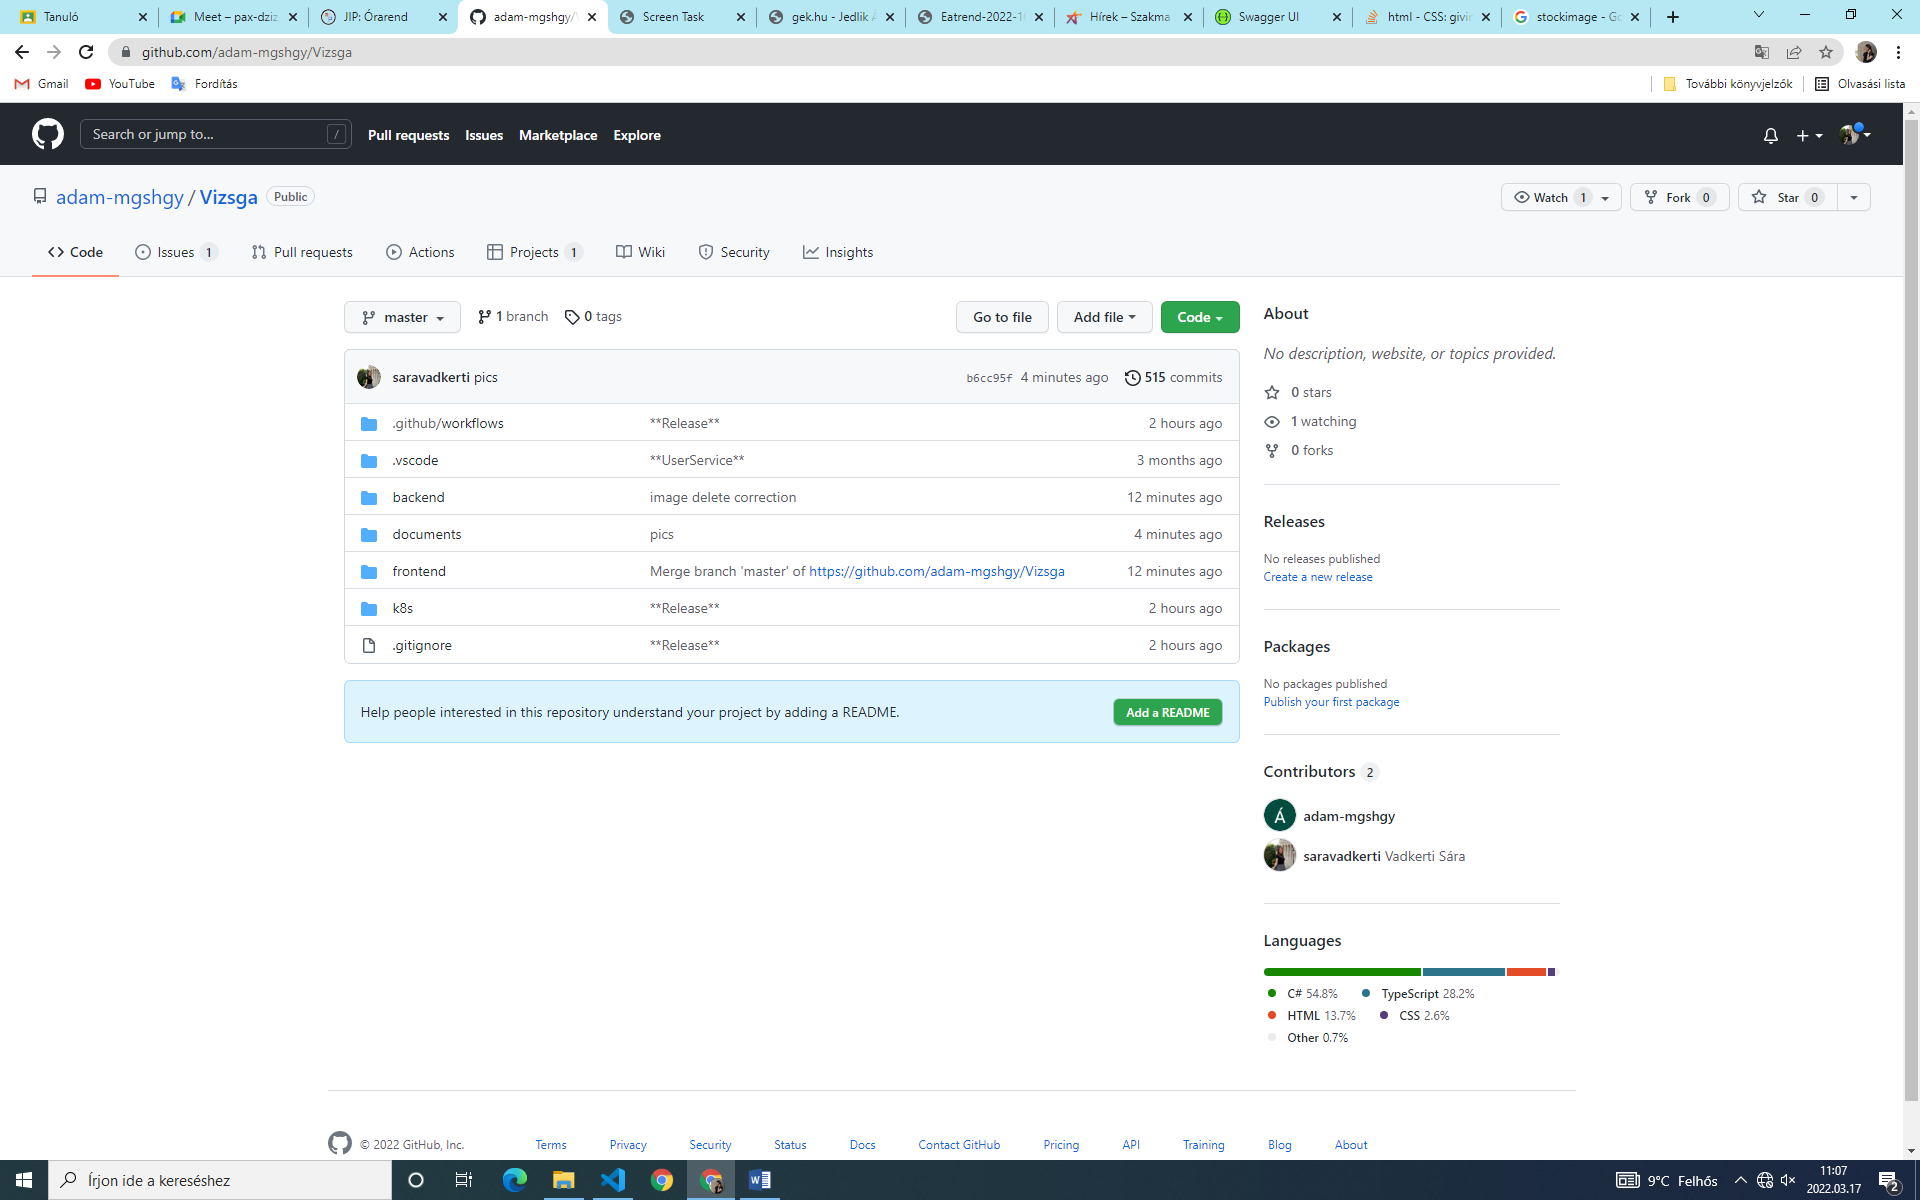 Tanuló
Meet – pax-dziz
JIP: Órarend
adam-mgshgy/V
Screen Task
gek.hu - Jedlik Á
Eatrend-2022-1
Hírek – Szakma
Swagger UI
html - CSS: givin
stockimage - Go
github.com/adam-mgshgy/Vizsga
Gmail
YouTube
Fordítás
További könyvjelzők
Olvasási lista
Search or jump to...
/
Pull requests
Issues
Marketplace
Explore
adam-mgshgy / Vizsga Public
Watch 1
Fork 0
Star 0
Code
Issues 1
Pull requests
Actions
Projects 1
Wiki
Security
Insights
master
1 branch
0 tags
Go to file
Add file
Code
saravadkerti pics
b6cc95f 4 minutes ago
515 commits
.github/workflows **Release** 2 hours ago
.vscode **UserService** 3 months ago
backend image delete correction 12 minutes ago
documents pics 4 minutes ago
frontend Merge branch 'master' of https://github.com/adam-mgshgy/Vizsga 12 minutes ago
k8s **Release** 2 hours ago
.gitignore **Release** 2 hours ago
Help people interested in this repository understand your project by adding a README.
Add a README
About
No description, website, or topics provided.
0 stars
1 watching
0 forks
Releases
No releases published
Create a new release
Packages
No packages published
Publish your first package
Contributors 2
Á adam-mgshgy
saravadkerti Vadkerti Sára
Languages
C# 54.8% TypeScript 28.2%
HTML 13.7% CSS 2.6%
Other 0.7%
© 2022 GitHub, Inc.
Terms
Privacy
Security
Status
Docs
Contact GitHub
Pricing
API
Training
Blog
About
Írjon ide a kereséshez
9°C Felhős
11:07
2022.03.17
2